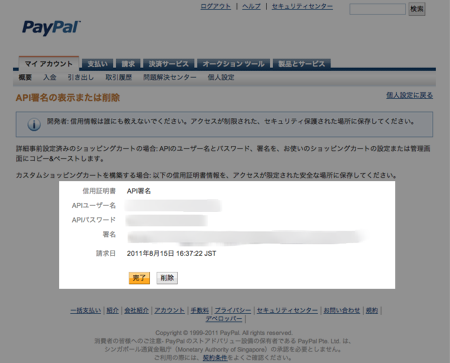 ログアウト | ヘルプ | セキュリティセンター
検索
PayPal
マイ アカウント 支払い 請求 決済サービス オークション ツール 製品とサービス
概要 入金 引き出し 取引履歴 問題解決センター 個人設定
API署名の表示または削除
個人設定に戻る
開発者: 信用情報は誰にも教えないでください。アクセスが制限された、セキュリティ保護された場所に保存してください。
詳細事前設定済みのショッピングカートの場合: APIのユーザー名とパスワード、署名を、お使いのショッピングカートの設定または管理画
面にコピー&ペーストします。
カスタムショッピングカートを構築する場合: 以下の信用証明書情報を、アクセスが限定された安全な場所に保存してください。
信用証明書 API署名
APIユーザー名
APIパスワード
署名
請求日 2011年8月15日 16:37:22 JST
完了 削除
一括支払い | 紹介 | 会社紹介 | アカウント | 手数料 | プライバシー | セキュリティセンター | お問い合わせ | 規約 |
デベロッパー |
Copyright © 1999-2011 PayPal. All rights reserved.
消費者の皆様へのご注意- PayPal のストアドバリュー設備の保有者である PayPal Pte. Ltd. は、
シンガポール通貨金融庁 (Monetary Authority of Singapore) の承認を必要としません。
ご利用の際には、契約条件をよくご確認ください。